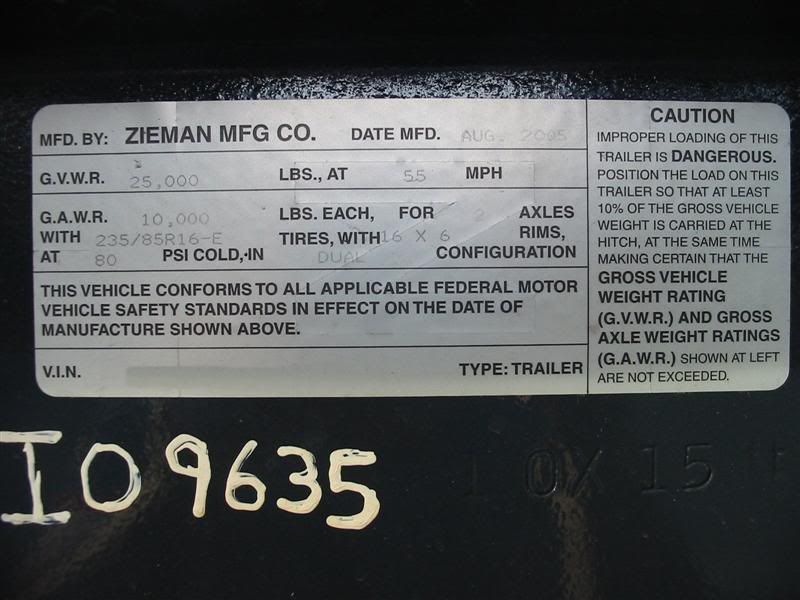 MFD. BY: ZIEMAN MFG CO. DATE MFD. AUG. 2005
G.V.W.R. 25,000 LBS., AT 55 MPH
G.A.W.R. 10,000 LBS. EACH, FOR 2 AXLES
WITH 235/85R16-E TIRES, WITH 16 X 6 RIMS,
AT 80 PSI COLD,·IN DUAL CONFIGURATION
THIS VEHICLE CONFORMS TO ALL APPLICABLE FEDERAL MOTOR
VEHICLE SAFETY STANDARDS IN EFFECT ON THE DATE OF
MANUFACTURE SHOWN ABOVE.
V.I.N. TYPE: TRAILER
CAUTION
IMPROPER LOADING OF THIS
TRAILER IS DANGEROUS.
POSITION THE LOAD ON THIS
TRAILER SO THAT AT LEAST
10% OF THE GROSS VEHICLE
WEIGHT IS CARRIED AT THE
HITCH, AT THE SAME TIME
MAKING CERTAIN THAT THE
GROSS VEHICLE
WEIGHT RATING
(G.V.W.R.) AND GROSS
AXLE WEIGHT RATINGS
(G.A.W.R.) SHOWN AT LEFT
ARE NOT EXCEEDED.
IO9635
10X15